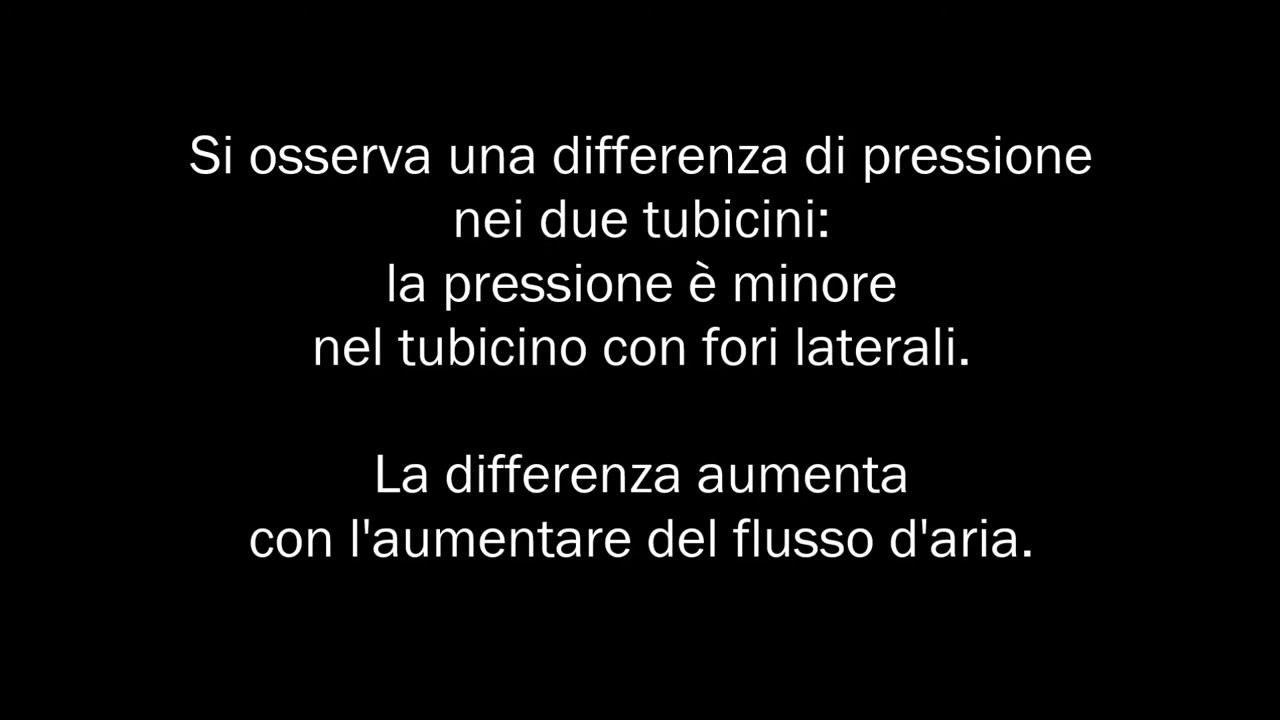 Si osserva una differenza di pressione
nei due tubicini:
la pressione è minore
nel tubicino con fori laterali.
La differenza aumenta
con l'aumentare del flusso d'aria.